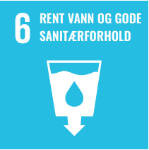 6 RENT VANN OG GODE
SANITÆRFORHOLD